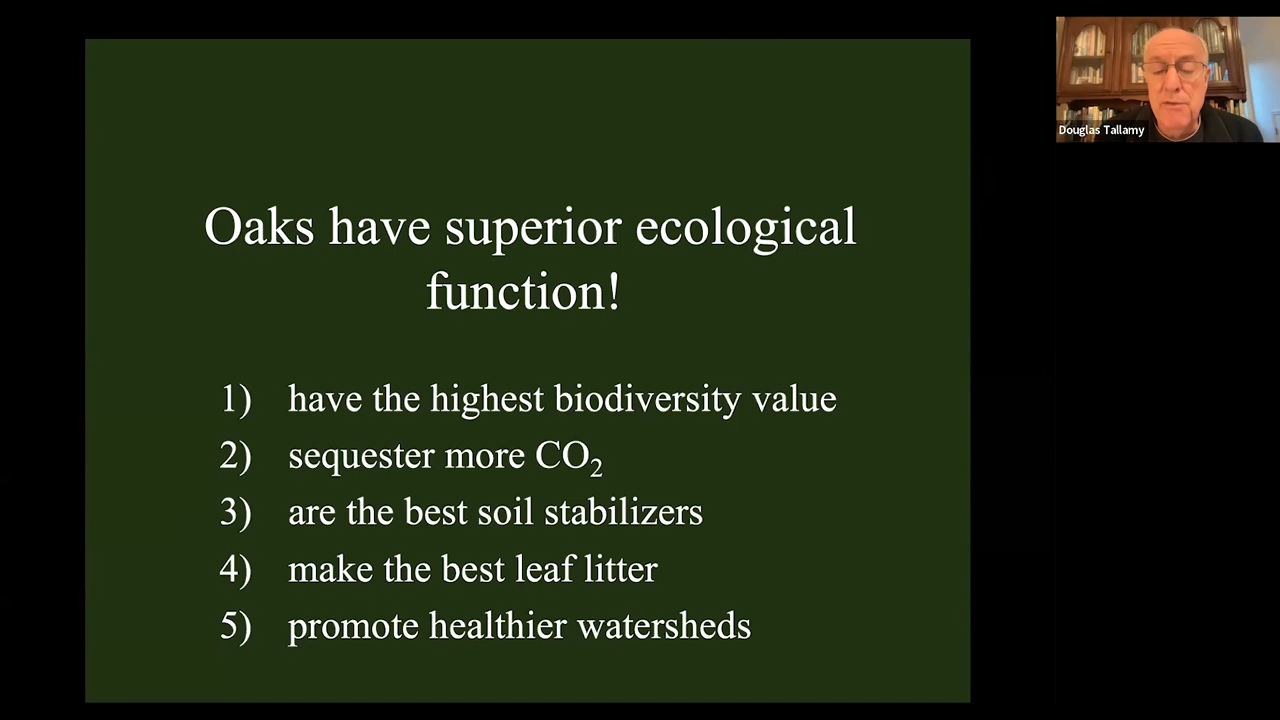 Oaks have superior ecological
function!
1) have the highest biodiversity value
2) sequester more CO₂
3) are the best soil stabilizers
4) make the best leaf litter
5) promote healthier watersheds
Douglas Tallamy